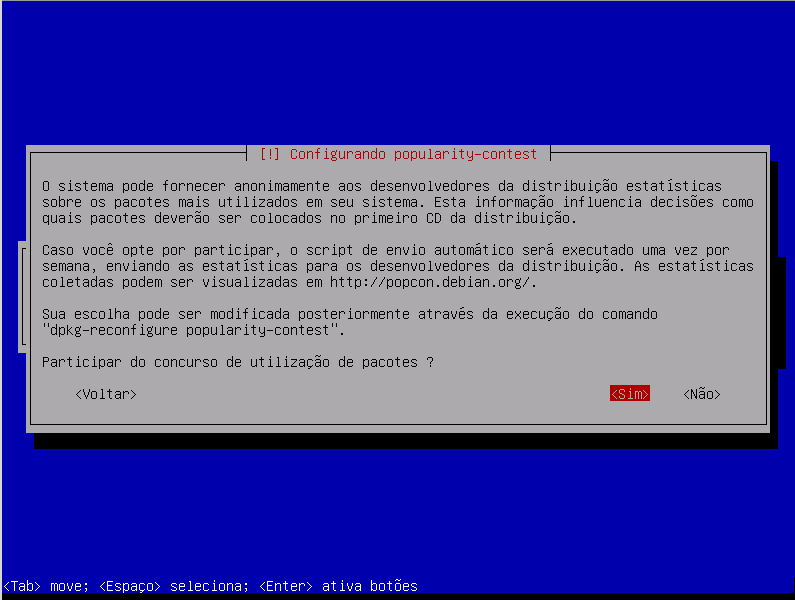 [!] Configurando popularity-contest
O sistema pode fornecer anonimamente aos desenvolvedores da distribuição estatísticas
sobre os pacotes mais utilizados em seu sistema. Esta informação influencia decisões como
quais pacotes deverão ser colocados no primeiro CD da distribuição.
Caso você opte por participar, o script de envio automático será executado uma vez por
semana, enviando as estatísticas para os desenvolvedores da distribuição. As estatísticas
coletadas podem ser visualizadas em http://popcon.debian.org/.
Sua escolha pode ser modificada posteriormente através da execução do comando
"dpkg-reconfigure popularity-contest".
Participar do concurso de utilização de pacotes ?
<Voltar> <Sim> <Não>
<Tab> move; <Espaço> seleciona; <Enter> ativa botões